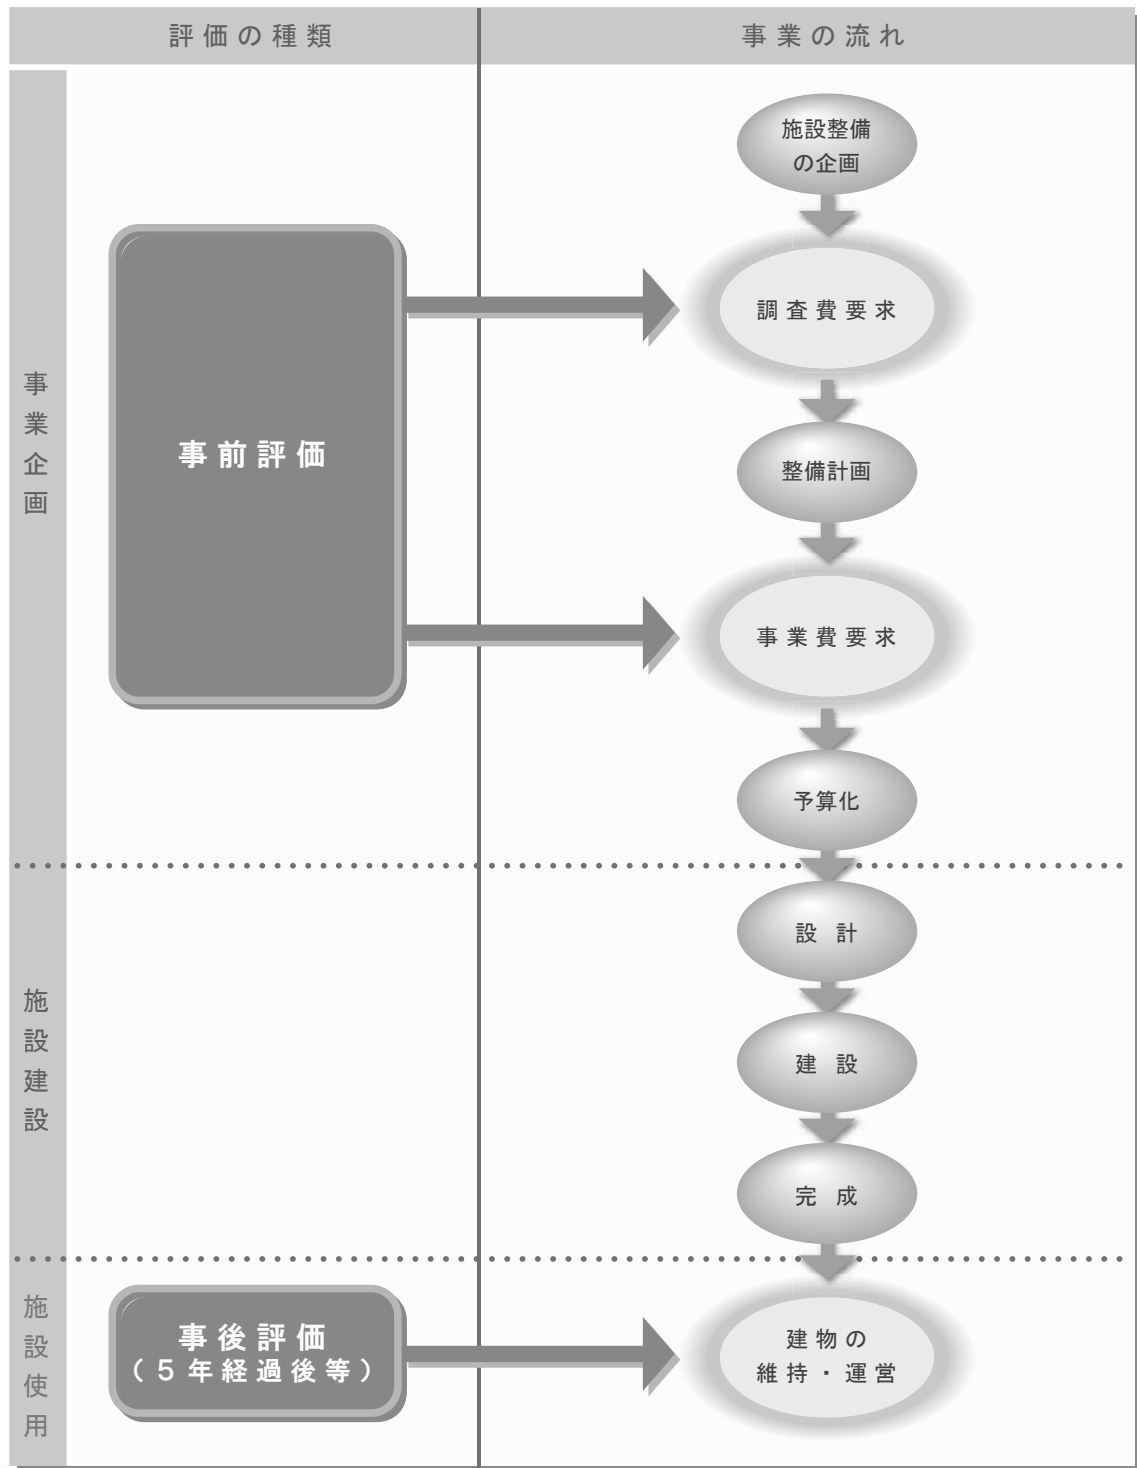 評価の種類
事業の流れ
事業企画
事前評価
施設整備
の企画
調査費要求
整備計画
事業費要求
予算化
施設建設
設 計
建 設
完 成
施設使用
事後評価
(5年経過後等)
建物の
維持・運営